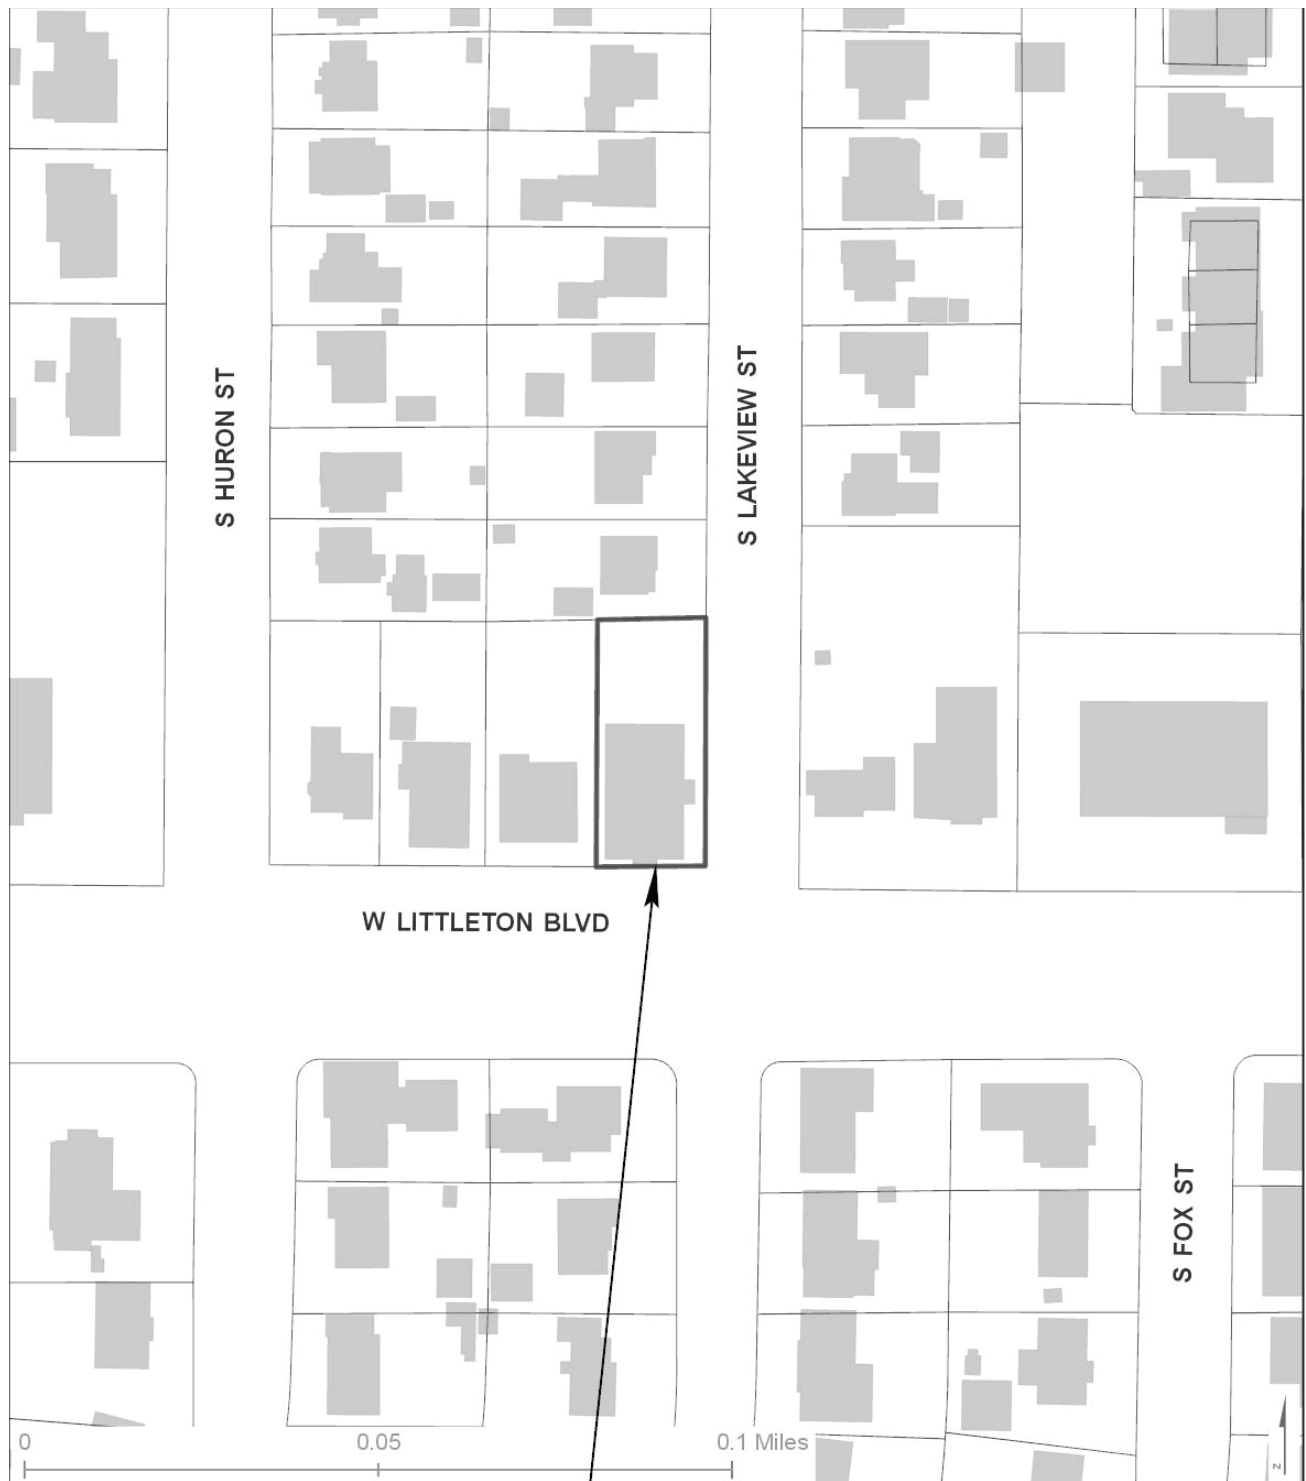 S HURON ST
S LAKEVIEW ST
W LITTLETON BLVD
S FOX ST
0 0.05 0.1 Miles
N